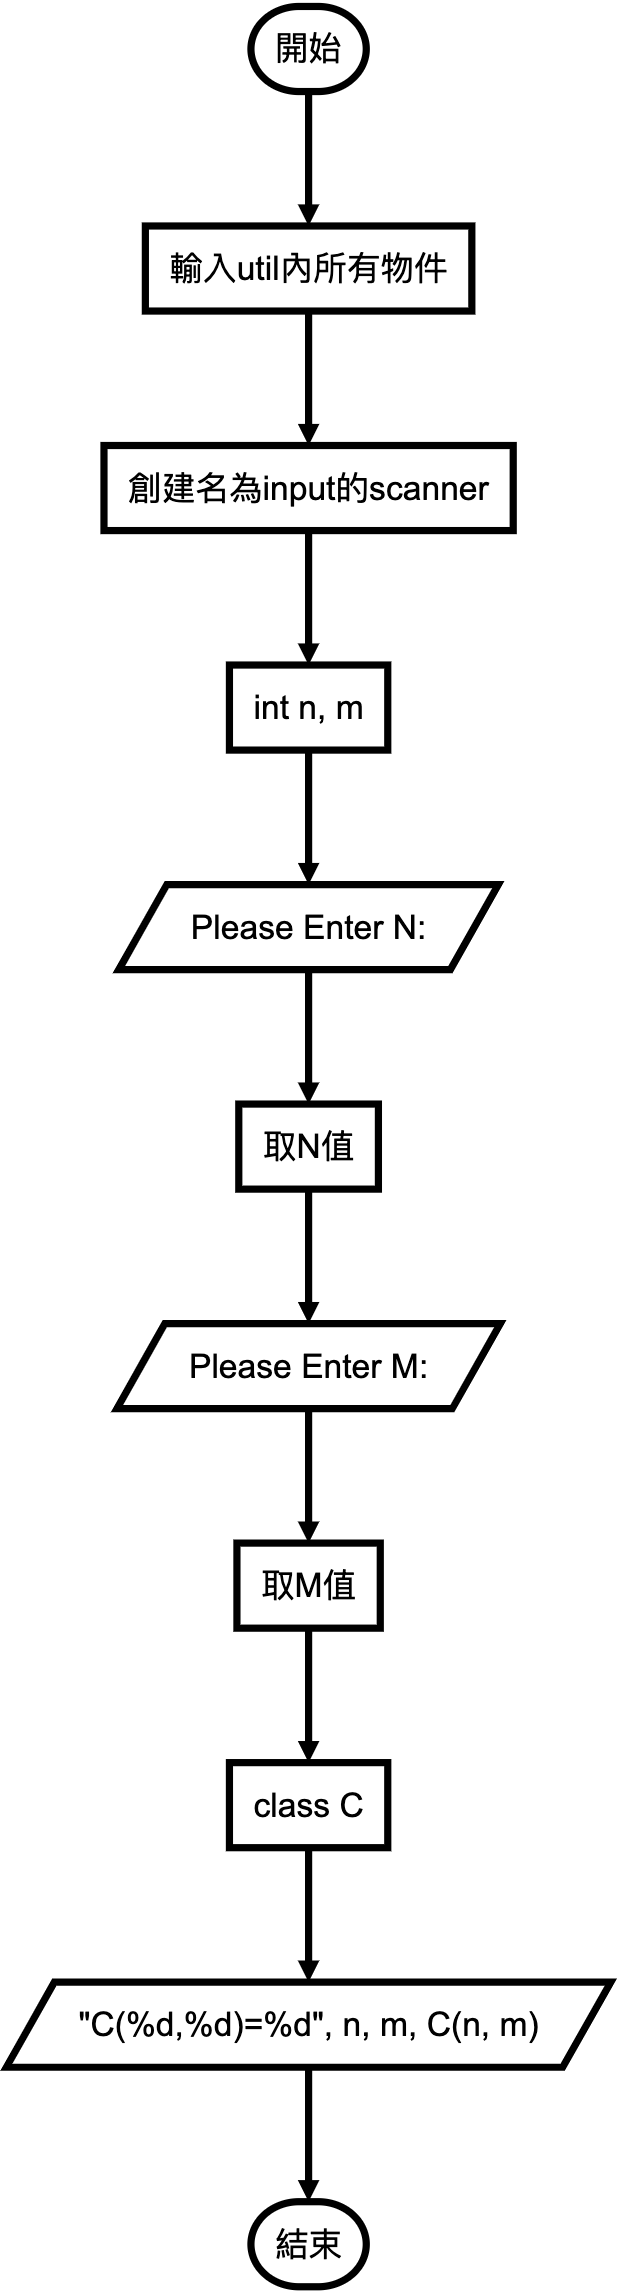 開始
輸入util內所有物件
創建名為input的scanner
int n, m
Please Enter N:
取N值
Please Enter M:
取M值
class C
"C(%d,%d)=%d", n, m, C(n, m)
結束